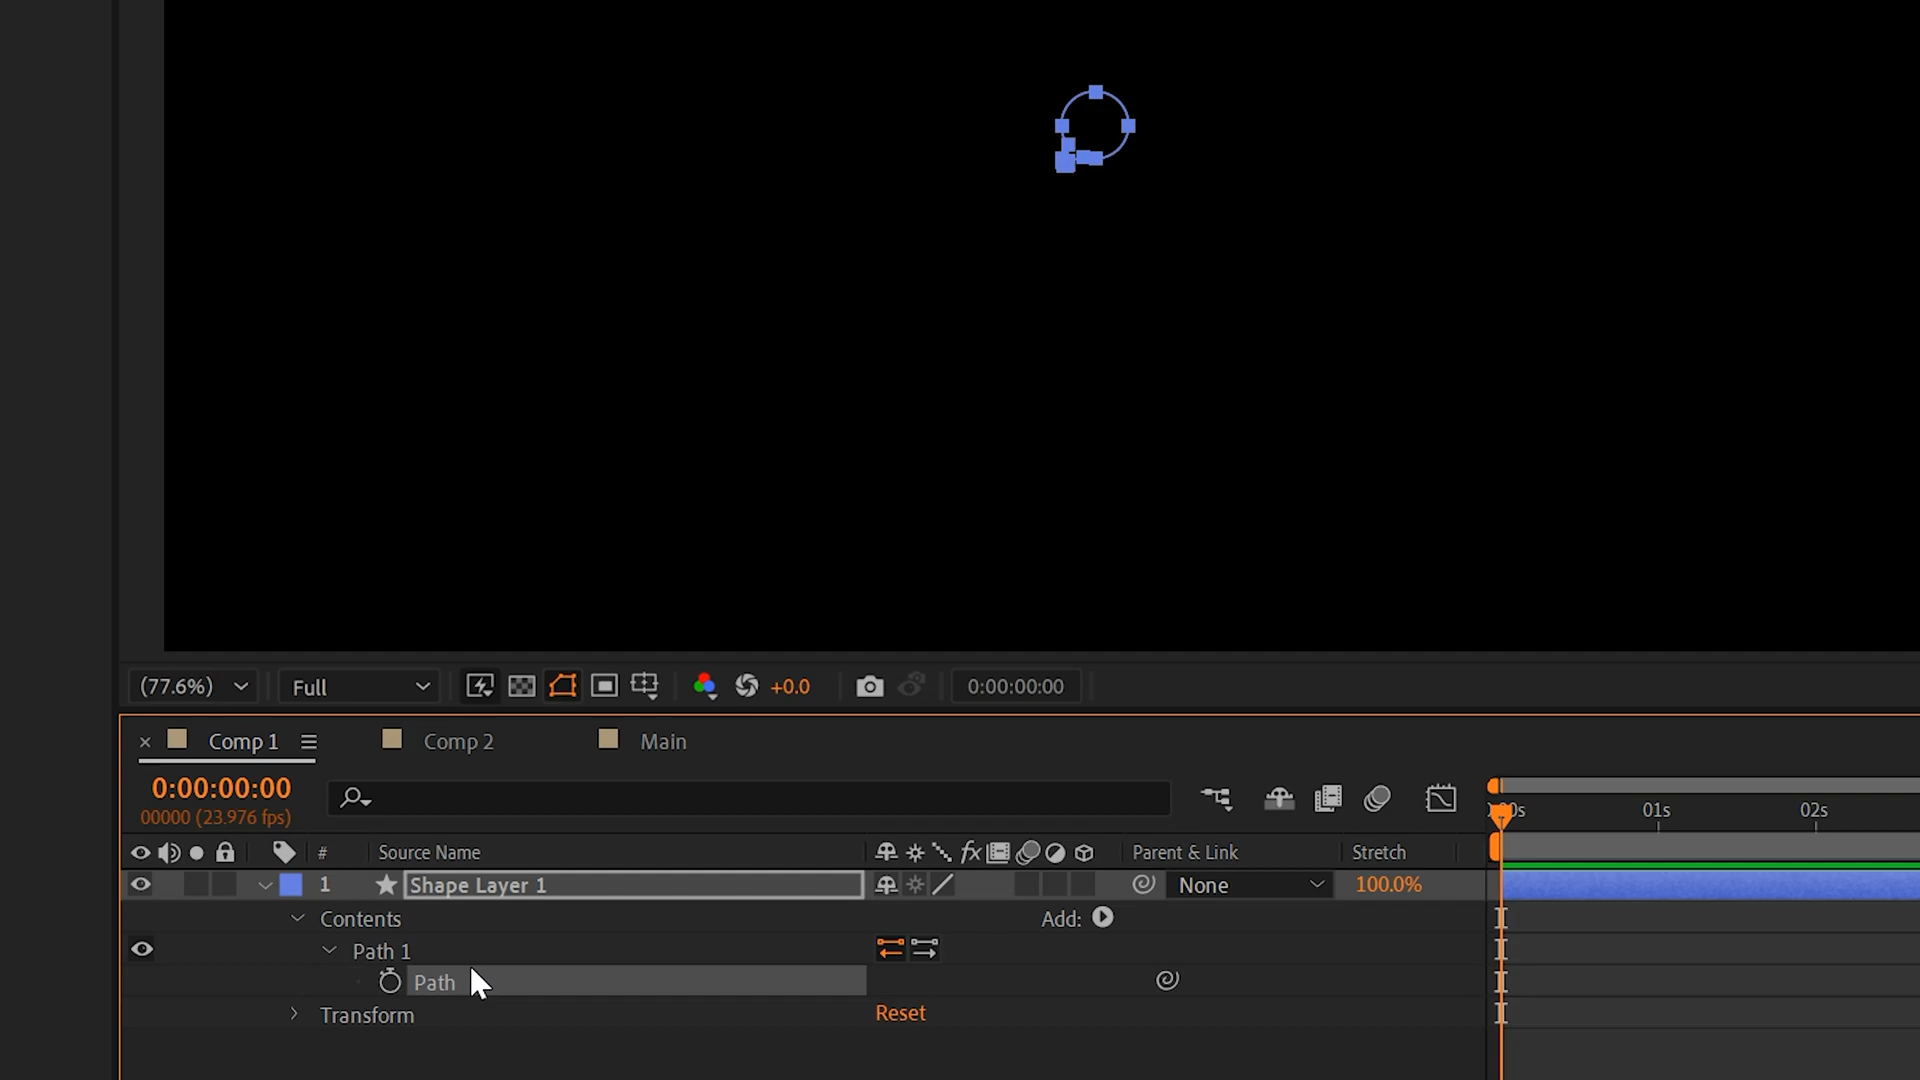 (77.6%) Full +0.0 0:00:00:00
× Comp 1 Comp 2 Main
0:00:00:00
00000 (23.976 fps)
01s 02s
# Source Name fx Parent & Link Stretch
1 Shape Layer 1 None 100.0%
Contents Add:
Path 1
Path
Transform Reset